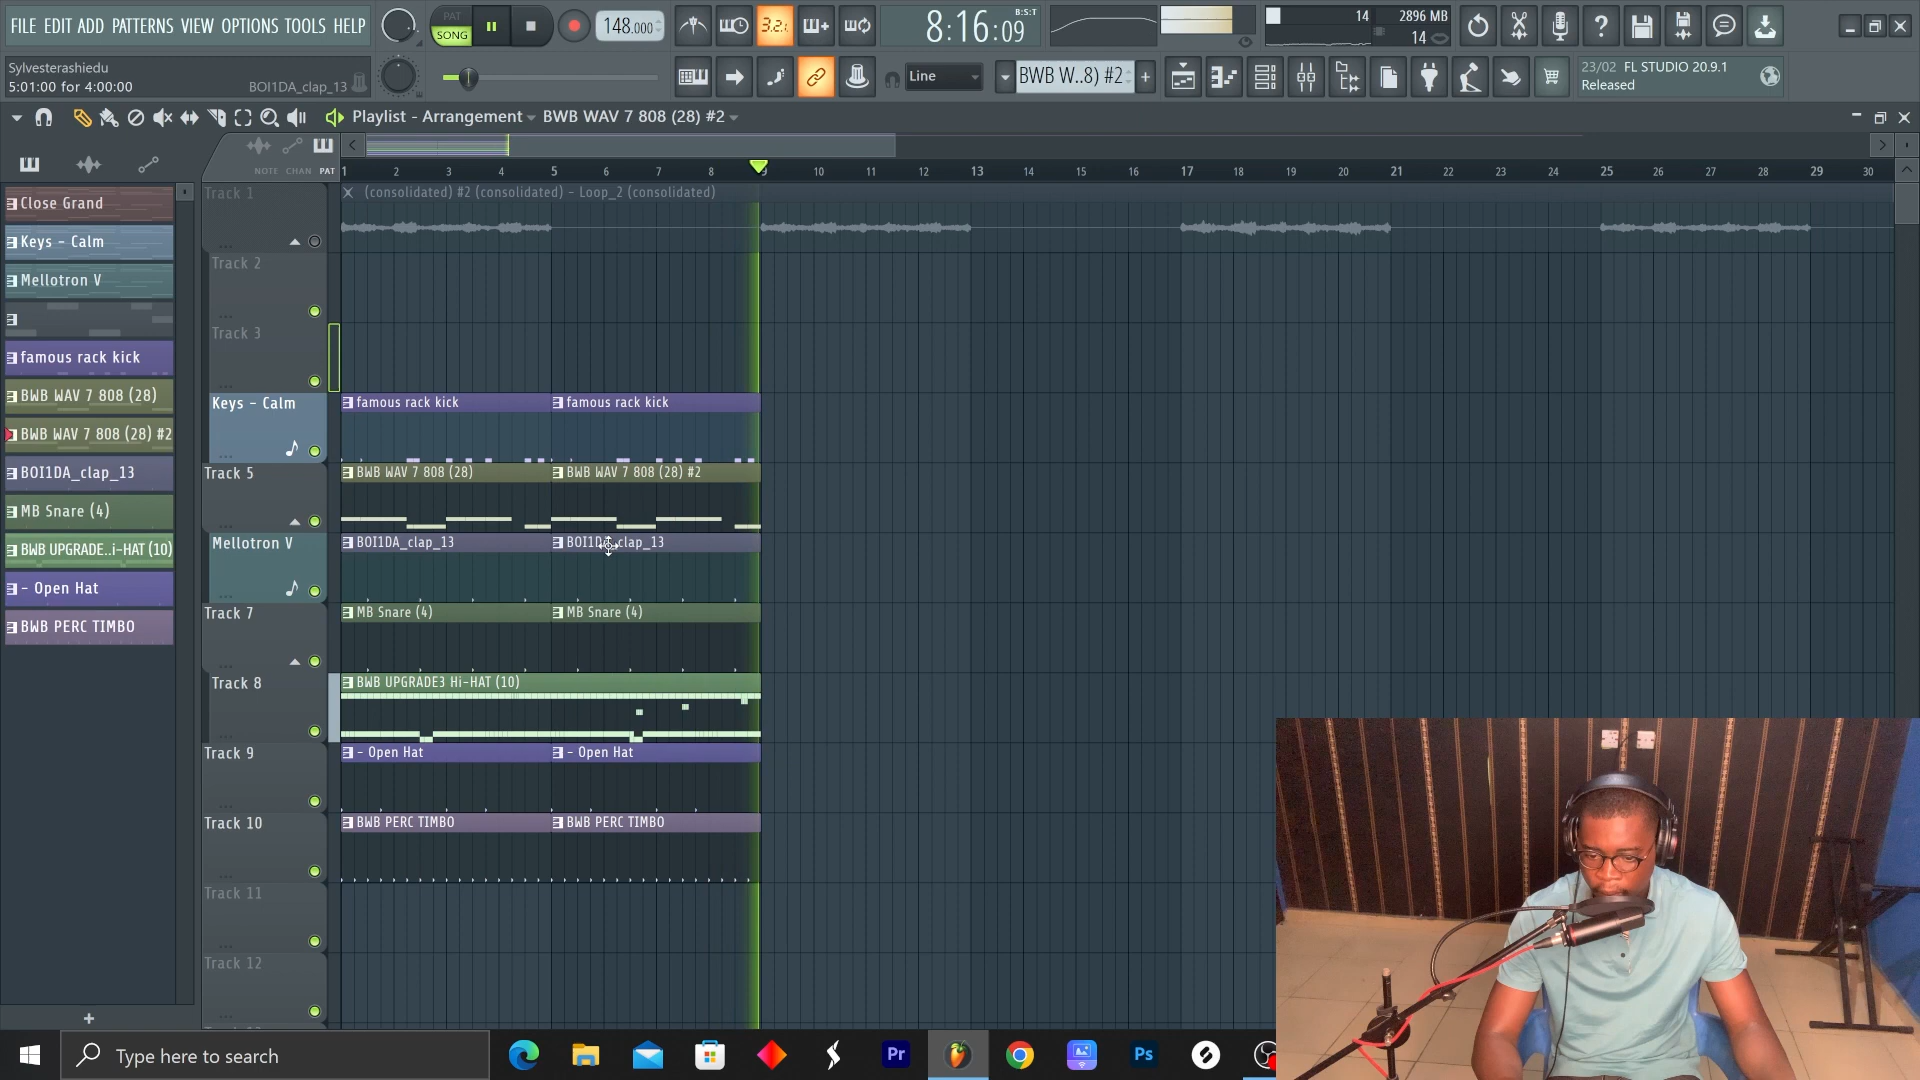 FILE EDIT ADD PATTERNS VIEW OPTIONS TOOLS HELP
PAT
SONG
148.000
3.2.
8:16:09
B:S:T
14
2896 MB
14
Sylvesterashiedu
5:01:00 for 4:00:00
BOI1DA_clap_13
Line
BWB W..8) #2
23/02 FL STUDIO 20.9.1
Released
Playlist - Arrangement
BWB WAV 7 808 (28) #2
NOTE CHAN PAT
1 2 3 4 5 6 7 8 9 10 11 12 13 14 15 16 17 18 19 20 21 22 23 24 25 26 27 28 29 30
Close Grand
Keys - Calm
Mellotron V
famous rack kick
BWB WAV 7 808 (28)
BWB WAV 7 808 (28) #2
BOI1DA_clap_13
MB Snare (4)
BWB UPGRADE..i-HAT (10)
- Open Hat
BWB PERC TIMBO
Track 1
(consolidated) #2 (consolidated) - Loop_2 (consolidated)
Track 2
Track 3
Keys - Calm
famous rack kick
famous rack kick
Track 5
BWB WAV 7 808 (28)
BWB WAV 7 808 (28) #2
Mellotron V
BOI1DA_clap_13
BOI1DA_clap_13
Track 7
MB Snare (4)
MB Snare (4)
Track 8
BWB UPGRADE3 Hi-HAT (10)
Track 9
- Open Hat
- Open Hat
Track 10
BWB PERC TIMBO
BWB PERC TIMBO
Track 11
Track 12
Type here to search
Pr
Ps